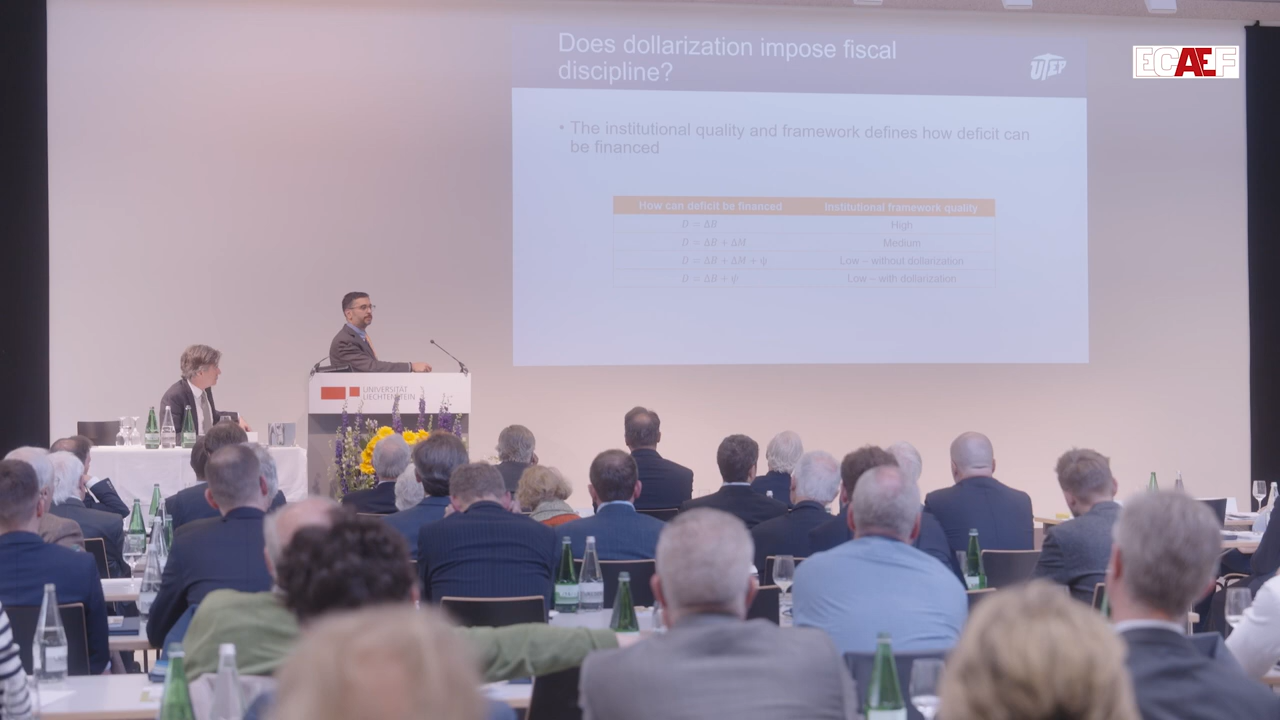 Does dollarization impose fiscal
discipline?
UTEP
ECAEF
• The institutional quality and framework defines how deficit can
be financed
How can deficit be financed Institutional framework quality
D = ΔB High
D = ΔB + ΔM Medium
D = ΔB + ΔM + ψ Low – without dollarization
D = ΔB + ψ Low – with dollarization
UNIVERSITÄT
LIECHTENSTEIN